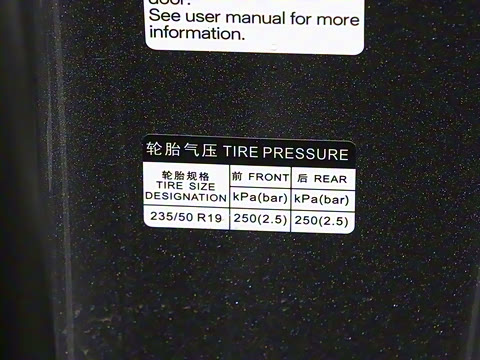 door.
See user manual for more
information.
轮胎气压 TIRE PRESSURE
轮胎规格
TIRE SIZE
DESIGNATION
前 FRONT
后 REAR
kPa(bar)
kPa(bar)
235/50 R19
250(2.5)
250(2.5)